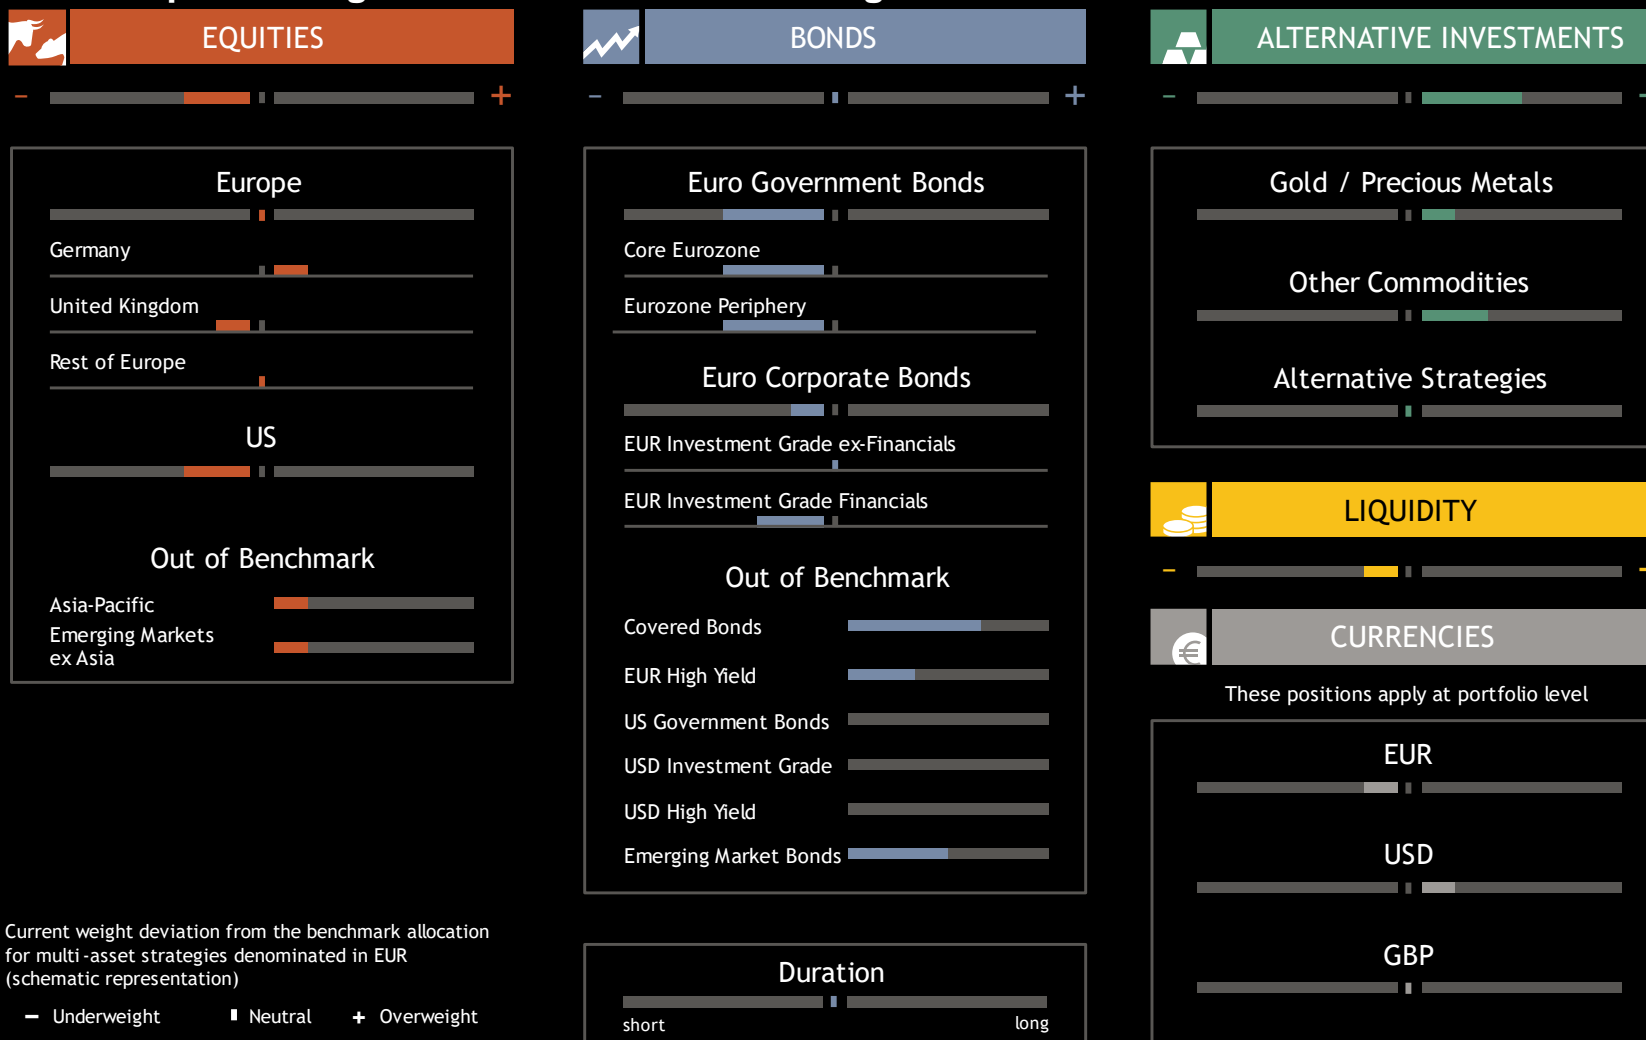 EQUITIES
– +
Europe
Germany
United Kingdom
Rest of Europe
US
Out of Benchmark
Asia-Pacific
Emerging Markets
ex Asia
Current weight deviation from the benchmark allocation
for multi-asset strategies denominated in EUR
(schematic representation)
– Underweight Neutral + Overweight
BONDS
– +
Euro Government Bonds
Core Eurozone
Eurozone Periphery
Euro Corporate Bonds
EUR Investment Grade ex-Financials
EUR Investment Grade Financials
Out of Benchmark
Covered Bonds
EUR High Yield
US Government Bonds
USD Investment Grade
USD High Yield
Emerging Market Bonds
Duration
short long
ALTERNATIVE INVESTMENTS
–
Gold / Precious Metals
Other Commodities
Alternative Strategies
LIQUIDITY
–
€
CURRENCIES
These positions apply at portfolio level
EUR
USD
GBP